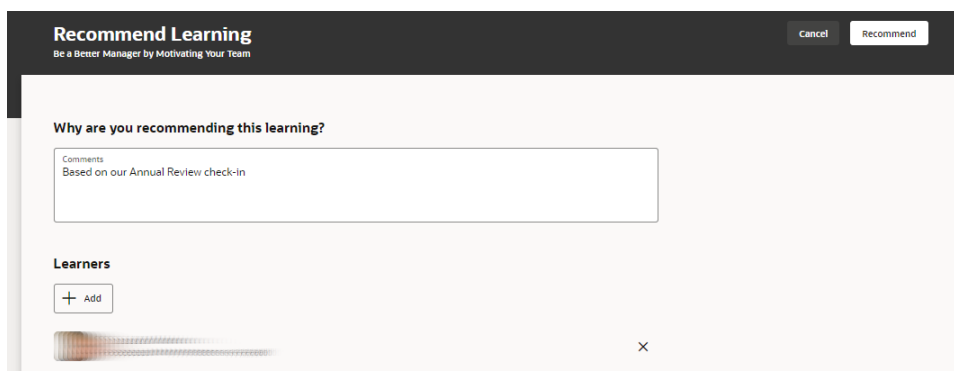 Recommend Learning
Be a Better Manager by Motivating Your Team
Cancel
Recommend
Why are you recommending this learning?
Comments
Based on our Annual Review check-in
Learners
Add